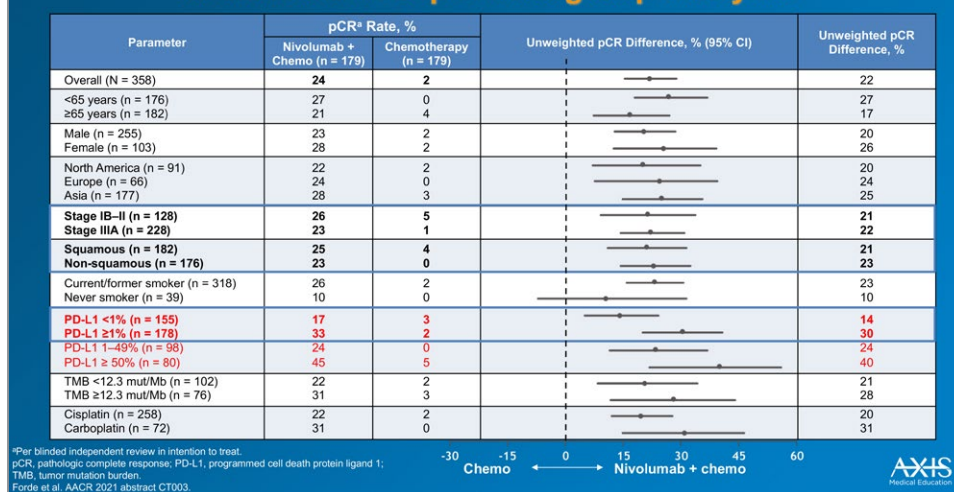 Parameter pCRᵃ Rate, % Unweighted pCR Difference, % (95% CI) Unweighted pCR Difference, %
Nivolumab + Chemo (n = 179) Chemotherapy (n = 179)
Overall (N = 358) 24 2 22
<65 years (n = 176) 27 0 27
≥65 years (n = 182) 21 4 17
Male (n = 255) 23 2 20
Female (n = 103) 28 2 26
North America (n = 91) 22 2 20
Europe (n = 66) 24 0 24
Asia (n = 177) 28 3 25
Stage IB–II (n = 128) 26 5 21
Stage IIIA (n = 228) 23 1 22
Squamous (n = 182) 25 4 21
Non-squamous (n = 176) 23 0 23
Current/former smoker (n = 318) 26 2 23
Never smoker (n = 39) 10 0 10
PD-L1 <1% (n = 155) 17 3 14
PD-L1 ≥1% (n = 178) 33 2 30
PD-L1 1–49% (n = 98) 24 0 24
PD-L1 ≥ 50% (n = 80) 45 5 40
TMB <12.3 mut/Mb (n = 102) 22 2 21
TMB ≥12.3 mut/Mb (n = 76) 31 3 28
Cisplatin (n = 258) 22 2 20
Carboplatin (n = 72) 31 0 31
-30 -15 0 15 30 45 60
Chemo Nivolumab + chemo
ᵃPer blinded independent review in intention to treat.
pCR, pathologic complete response; PD-L1, programmed cell death protein ligand 1;
TMB, tumor mutation burden.
Forde et al. AACR 2021 abstract CT003.
AXIS
Medical Education